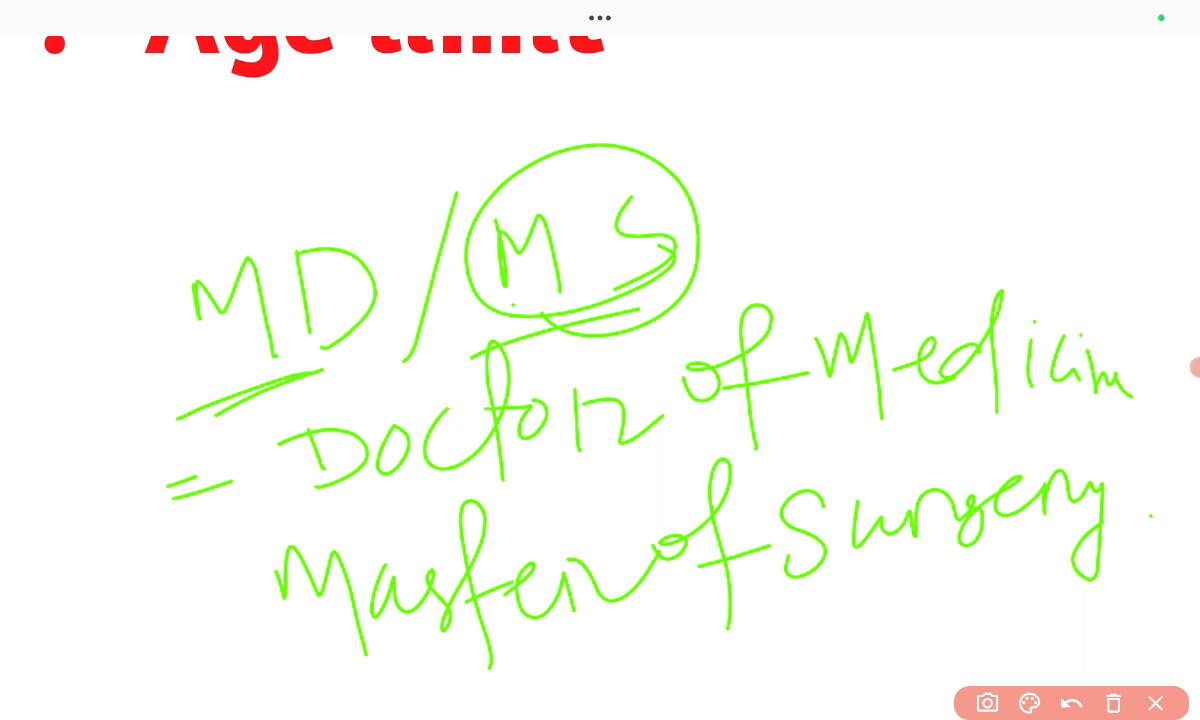 • Age limit
MD/MS
= Doctor of Medicin
Master of Surgery.